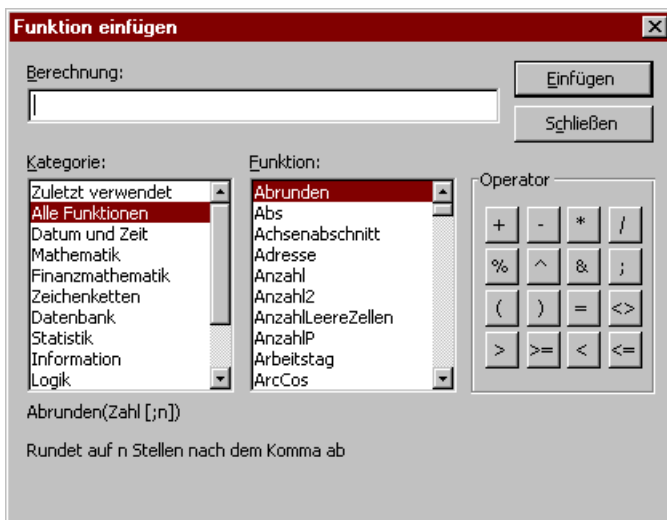 Funktion einfügen
Berechnung:
Einfügen
Schließen
Kategorie:
Zuletzt verwendet
Alle Funktionen
Datum und Zeit
Mathematik
Finanzmathematik
Zeichenketten
Datenbank
Statistik
Information
Logik
Funktion:
Abrunden
Abs
Achsenabschnitt
Adresse
Anzahl
Anzahl2
AnzahlLeereZellen
AnzahlP
Arbeitstag
ArcCos
Operator
+ - * /
% ^ & ;
( ) = <>
> >= < <=
Abrunden(Zahl [;n])
Rundet auf n Stellen nach dem Komma ab